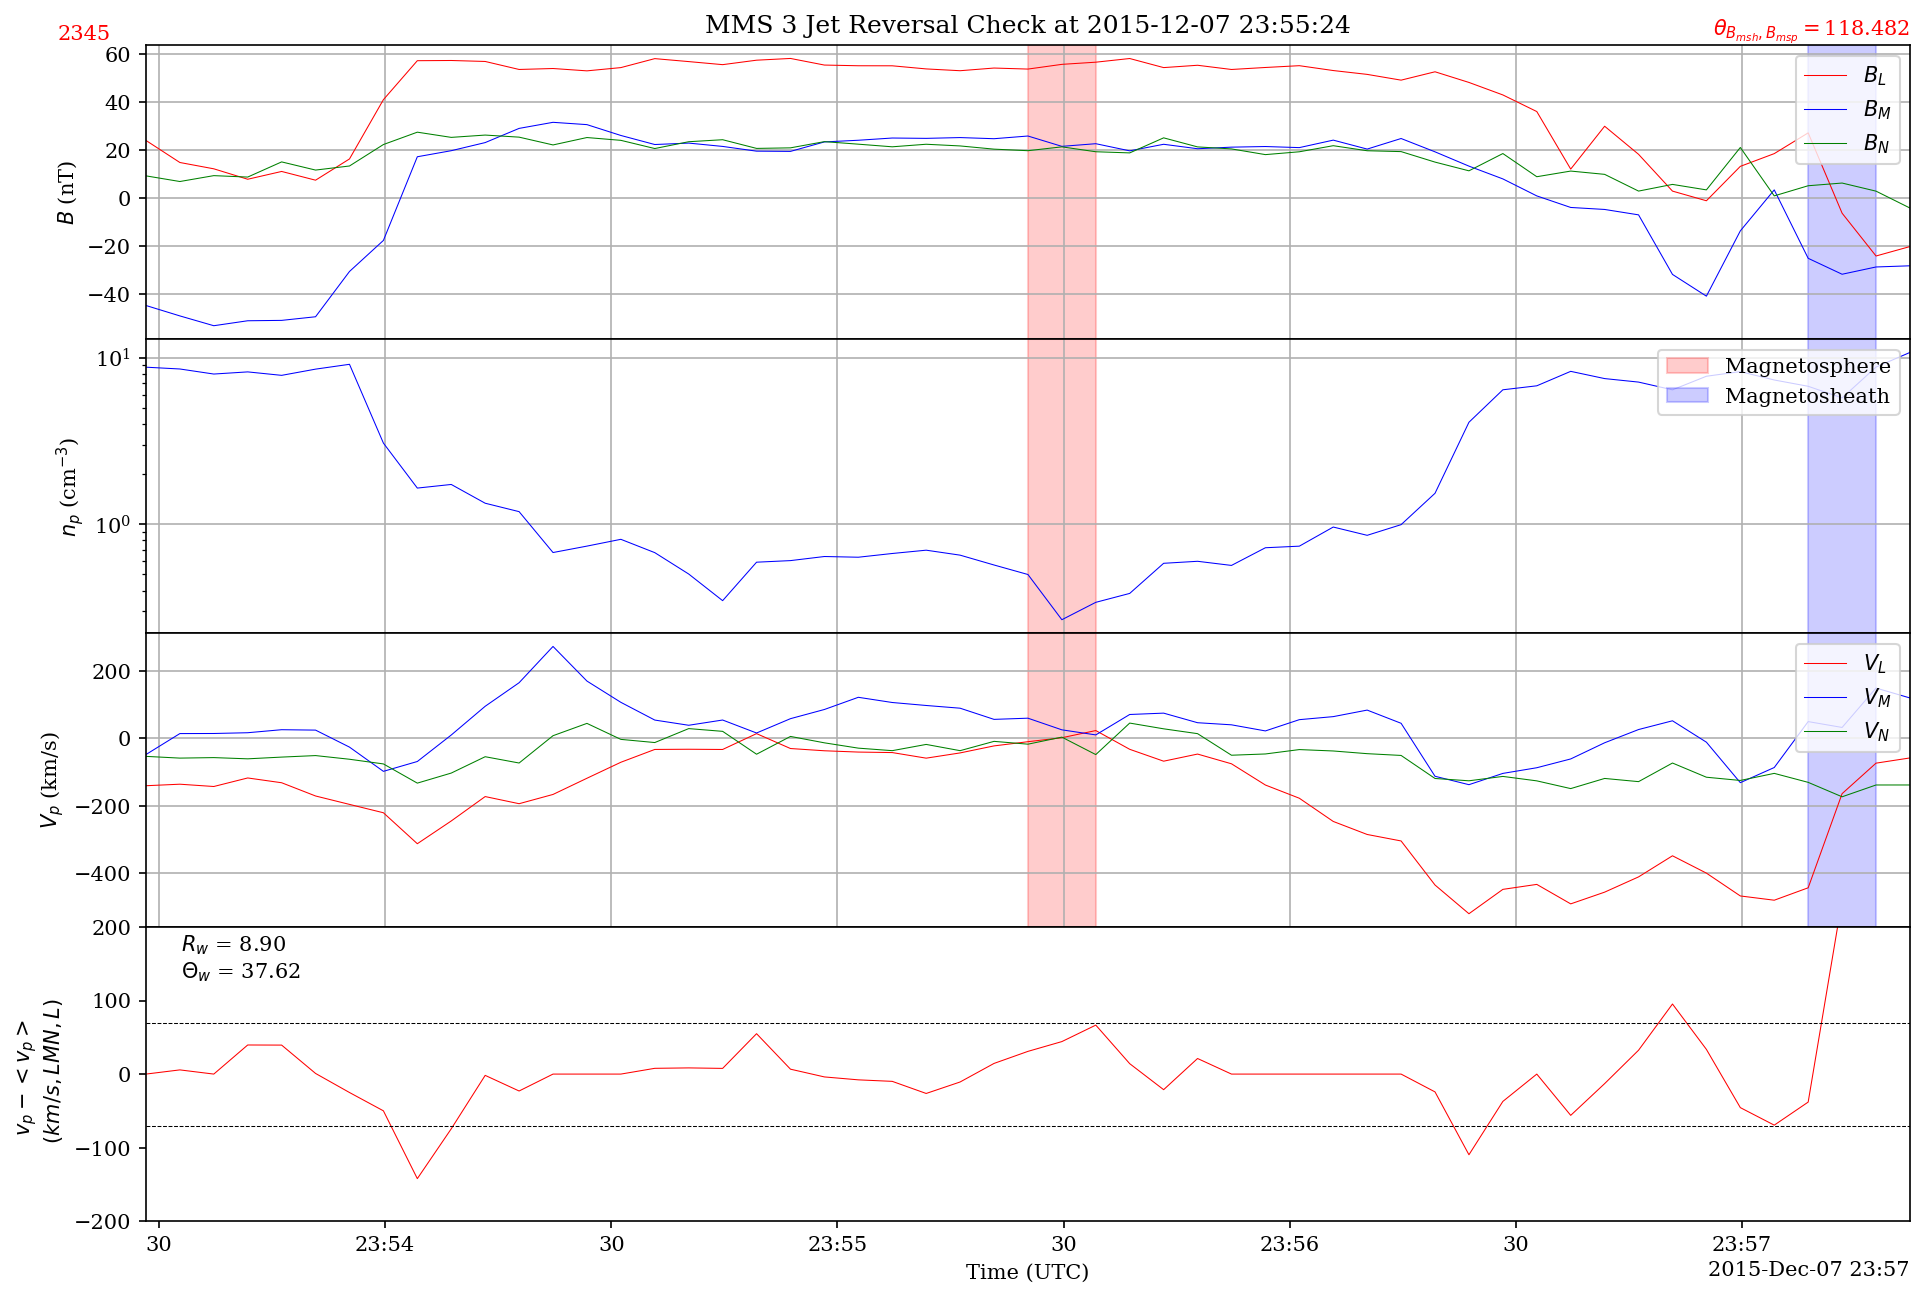 MMS 3 Jet Reversal Check at 2015-12-07 23:55:24
2345
θ_{B_{msh}, B_{msp}} = 118.482
60
40
20
0
−20
−40
B (nT)
B_L
B_M
B_N
10^1
10^0
n_p (cm^{−3})
Magnetosphere
Magnetosheath
200
0
−200
−400
V_p (km/s)
V_L
V_M
V_N
200
100
0
−100
−200
v_p − < v_p >
(km/s, LMN, L)
R_w = 8.90
Θ_w = 37.62
30
23:54
30
23:55
30
23:56
30
23:57
Time (UTC)
2015-Dec-07 23:57